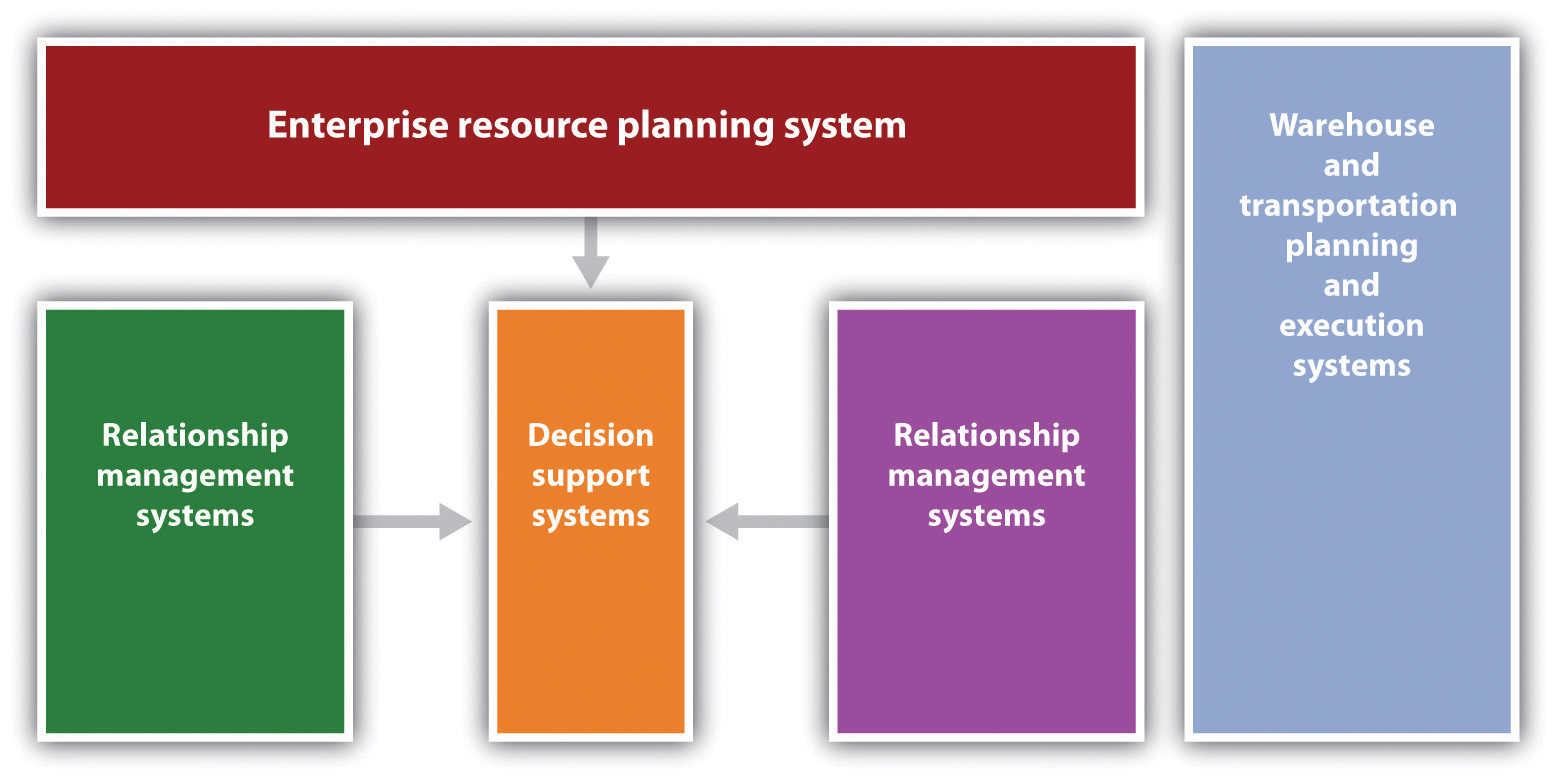 Enterprise resource planning system
Relationship
management
systems
Decision
support
systems
Relationship
management
systems
Warehouse
and
transportation
planning
and
execution
systems